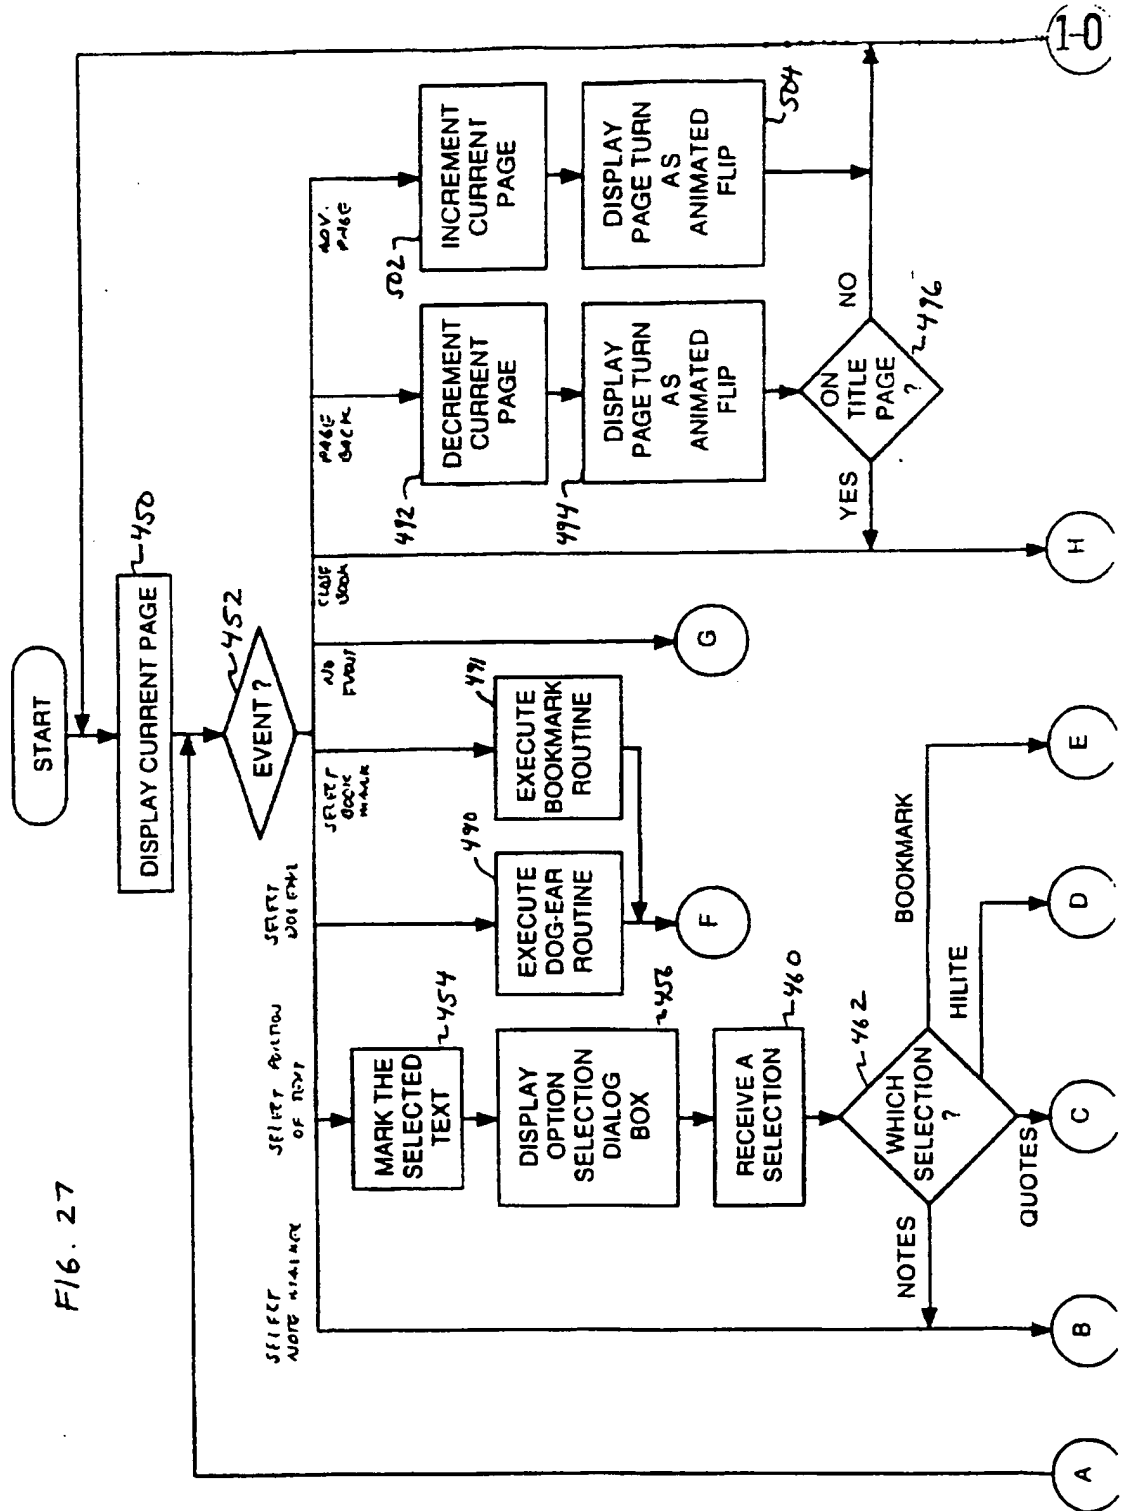 FIG. 27
START
DISPLAY CURRENT PAGE
450
EVENT?
452
SELECT
NOTE MARKER
SELECT PORTION
OF TEXT
SELECT
DOG EAR
SELECT
BOOK
MARK
NO
EVENT
CLOSE
BOOK
PAGE
BACK
ADV.
PAGE
MARK THE
SELECTED
TEXT
454
DISPLAY
OPTION
SELECTION
DIALOG
BOX
456
RECEIVE A
SELECTION
460
WHICH
SELECTION
?
462
NOTES
QUOTES
HILITE
BOOKMARK
EXECUTE
DOG-EAR
ROUTINE
490
EXECUTE
BOOKMARK
ROUTINE
491
DECREMENT
CURRENT
PAGE
492
DISPLAY
PAGE TURN
AS
ANIMATED
FLIP
494
ON
TITLE
PAGE
?
496
YES
NO
INCREMENT
CURRENT
PAGE
502
DISPLAY
PAGE TURN
AS
ANIMATED
FLIP
504
F
G
A
B
C
D
E
H
1-0